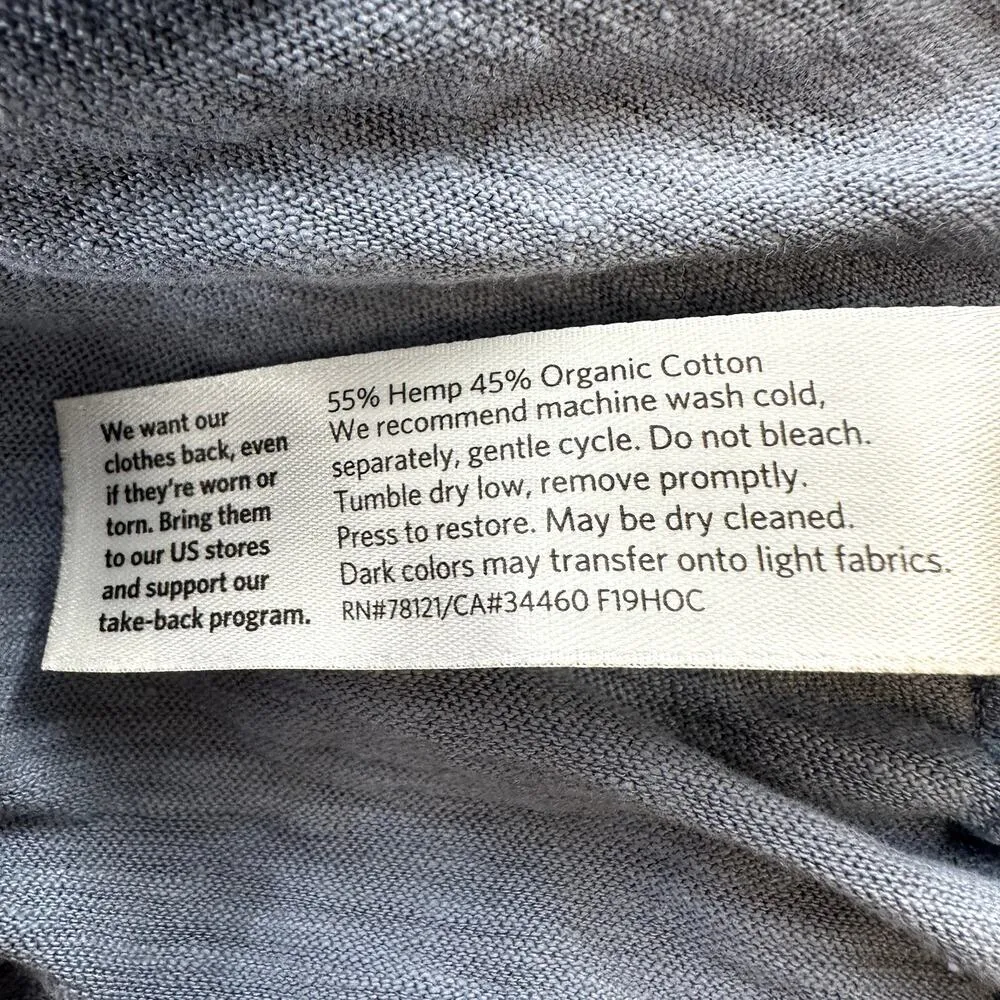 We want our
clothes back, even
if they're worn or
torn. Bring them
to our US stores
and support our
take-back program.
55% Hemp 45% Organic Cotton
We recommend machine wash cold,
separately, gentle cycle. Do not bleach.
Tumble dry low, remove promptly.
Press to restore. May be dry cleaned.
Dark colors may transfer onto light fabrics.
RN#78121/CA#34460 F19HOC